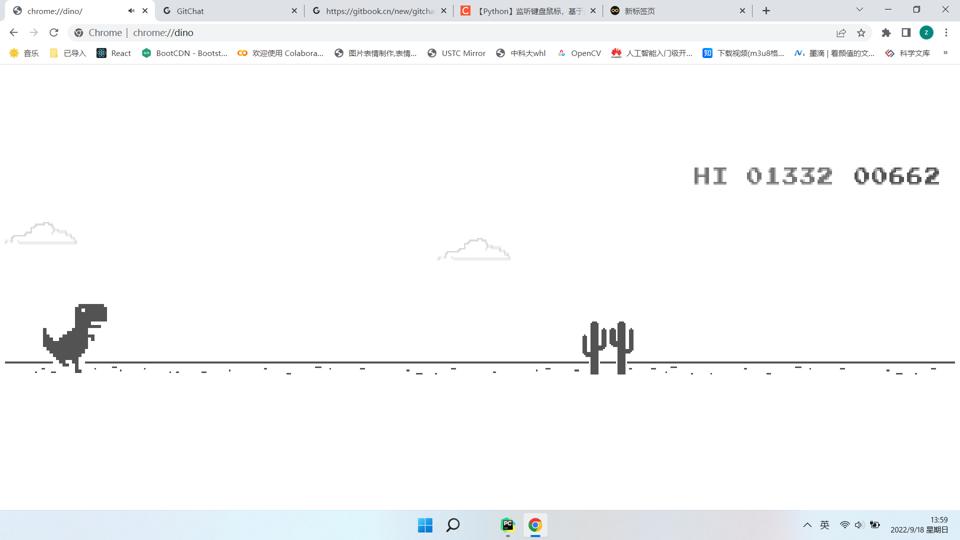 chrome://dino/
GitChat
https://gitbook.cn/new/gitcha
【Python】监听键盘鼠标，基于
新标签页
Chrome | chrome://dino
z
音乐
已导入
React
BootCDN - Bootst...
欢迎使用 Colabora...
图片表情制作,表情...
USTC Mirror
中科大whl
OpenCV
人工智能入门级开...
知 下载视频(m3u8格...
墨滴 | 看颜值的文...
科学文库
»
HI 01332 00662
PC
英
13:59
2022/9/18 星期日